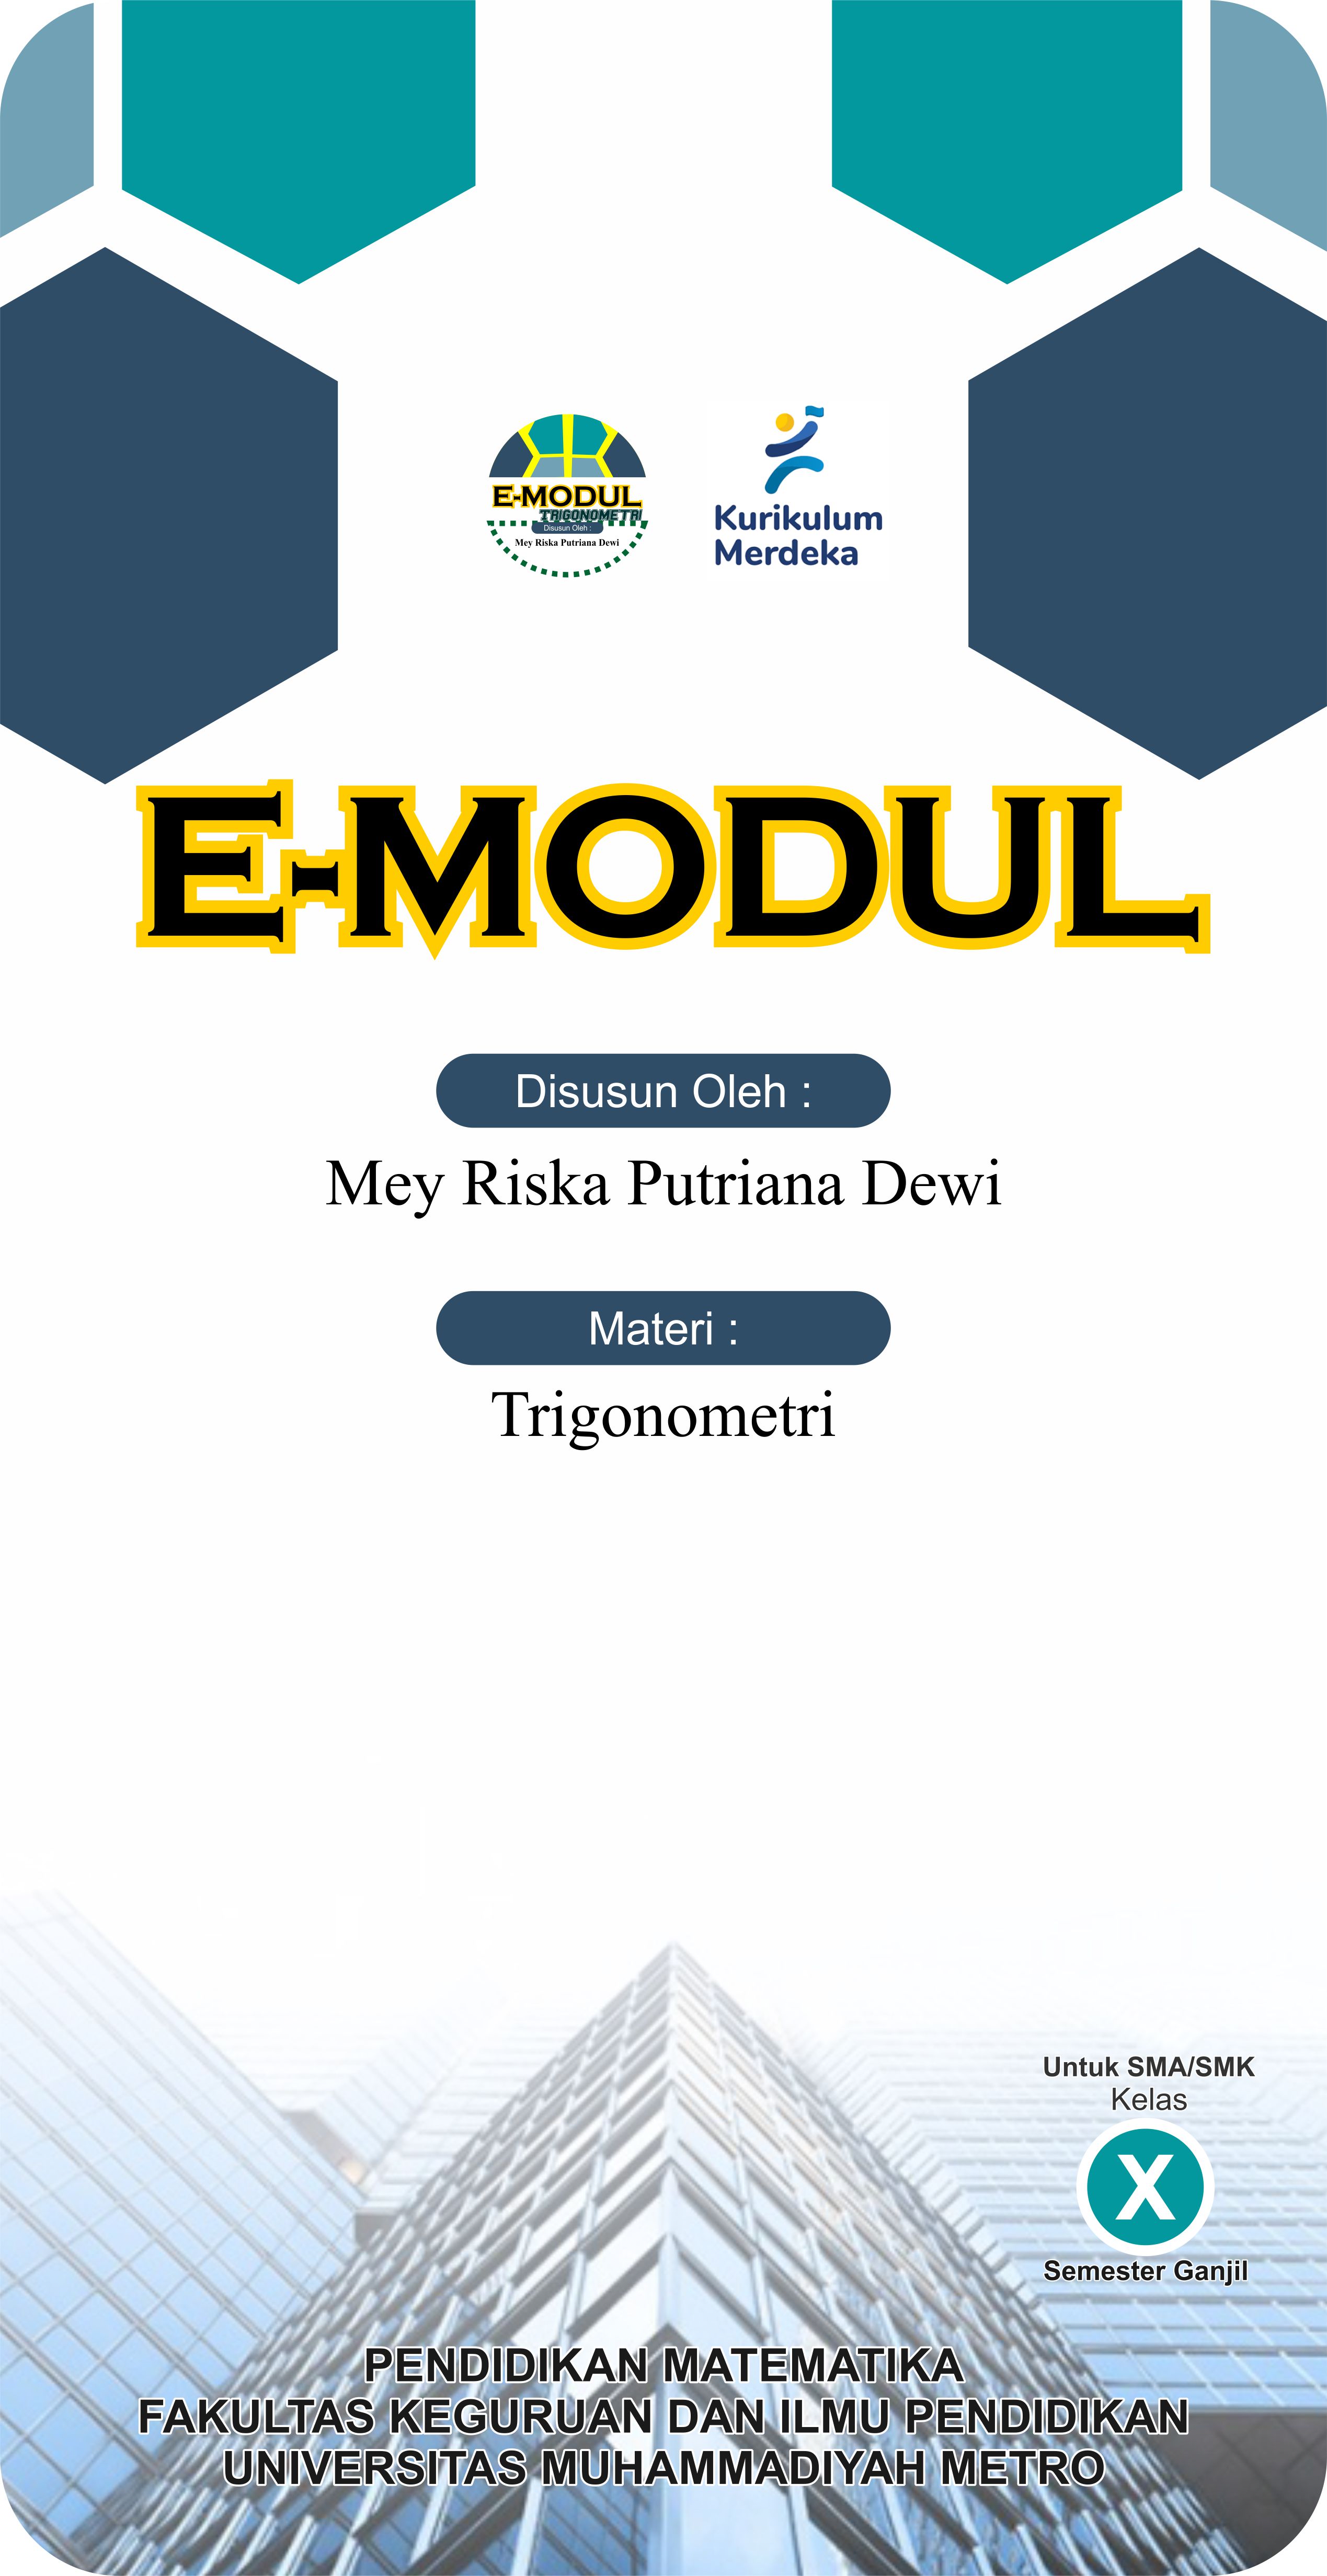 E-MODUL
TRIGONOMETRI
Disusun Oleh :
Mey Riska Putriana Dewi
Kurikulum
Merdeka
E-MODUL
Disusun Oleh :
Mey Riska Putriana Dewi
Materi :
Trigonometri
Untuk SMA/SMK
Kelas
X
Semester Ganjil
PENDIDIKAN MATEMATIKA
FAKULTAS KEGURUAN DAN ILMU PENDIDIKAN
UNIVERSITAS MUHAMMADIYAH METRO